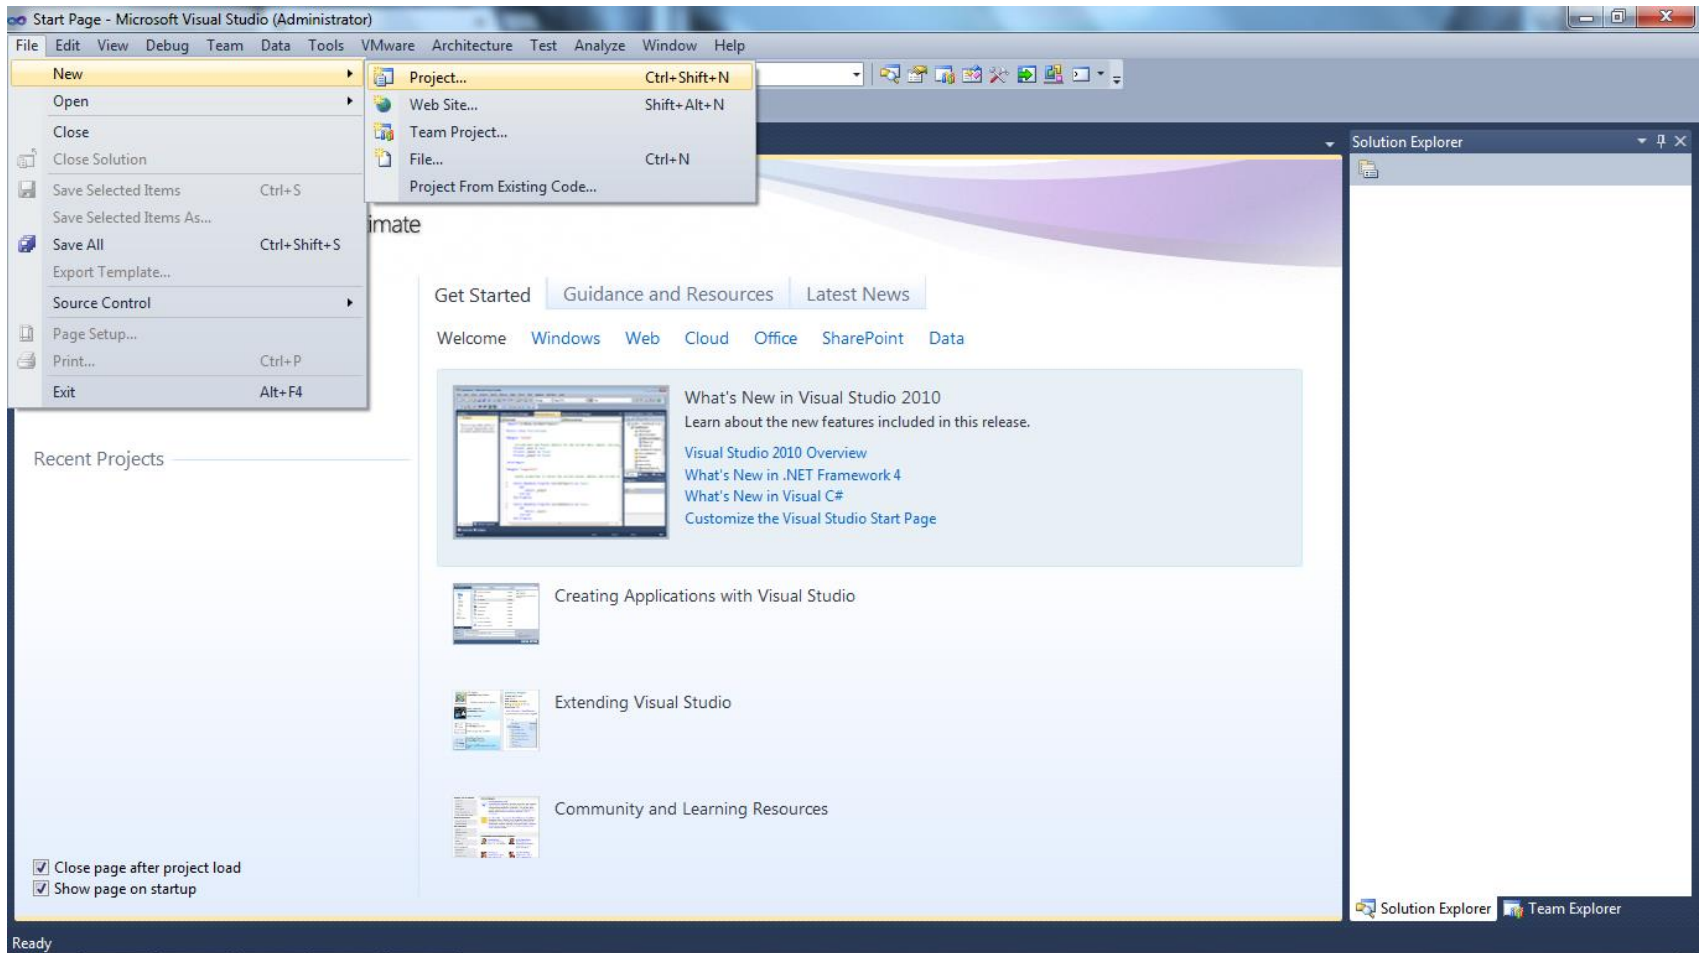 Start Page - Microsoft Visual Studio (Administrator)
File Edit View Debug Team Data Tools VMware Architecture Test Analyze Window Help
New
Open
Close
Close Solution
Save Selected Items Ctrl+S
Save Selected Items As...
Save All Ctrl+Shift+S
Export Template...
Source Control
Page Setup...
Print... Ctrl+P
Exit Alt+F4
Project... Ctrl+Shift+N
Web Site... Shift+Alt+N
Team Project...
File... Ctrl+N
Project From Existing Code...
imate
Recent Projects
Close page after project load
Show page on startup
Get Started Guidance and Resources Latest News
Welcome Windows Web Cloud Office SharePoint Data
What's New in Visual Studio 2010
Learn about the new features included in this release.
Visual Studio 2010 Overview
What's New in .NET Framework 4
What's New in Visual C#
Customize the Visual Studio Start Page
Creating Applications with Visual Studio
Extending Visual Studio
Community and Learning Resources
Solution Explorer
Solution Explorer Team Explorer
Ready